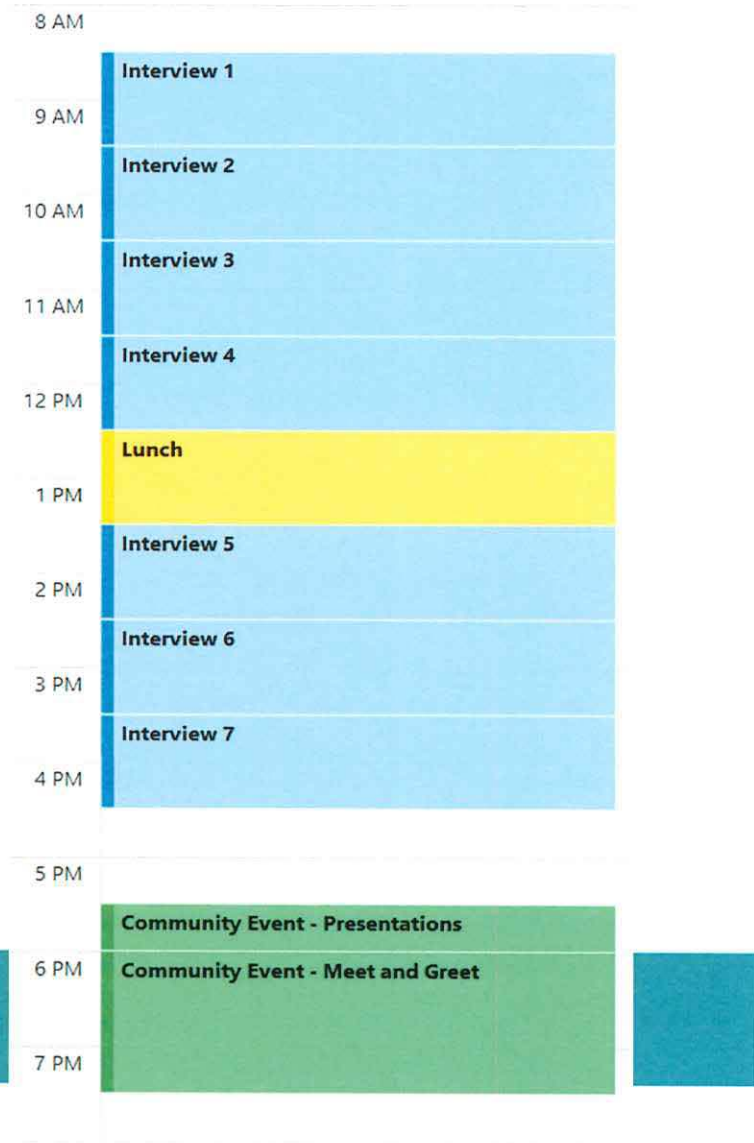 8 AM
Interview 1
9 AM
Interview 2
10 AM
Interview 3
11 AM
Interview 4
12 PM
Lunch
1 PM
Interview 5
2 PM
Interview 6
3 PM
Interview 7
4 PM
5 PM
Community Event - Presentations
6 PM Community Event - Meet and Greet
7 PM